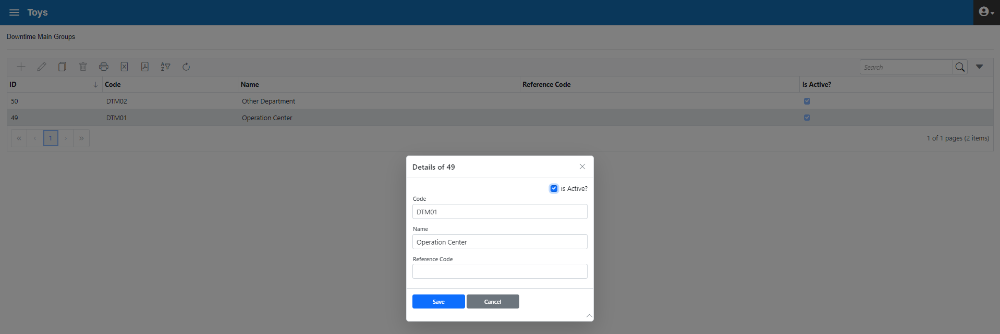 Toys
Downtime Main Groups
Search
ID Code Name Reference Code is Active?
50 DTM02 Other Department
49 DTM01 Operation Center
« ‹ 1 › » 1 of 1 pages (2 items)
Details of 49
is Active?
Code
DTM01
Name
Operation Center
Reference Code
Save Cancel